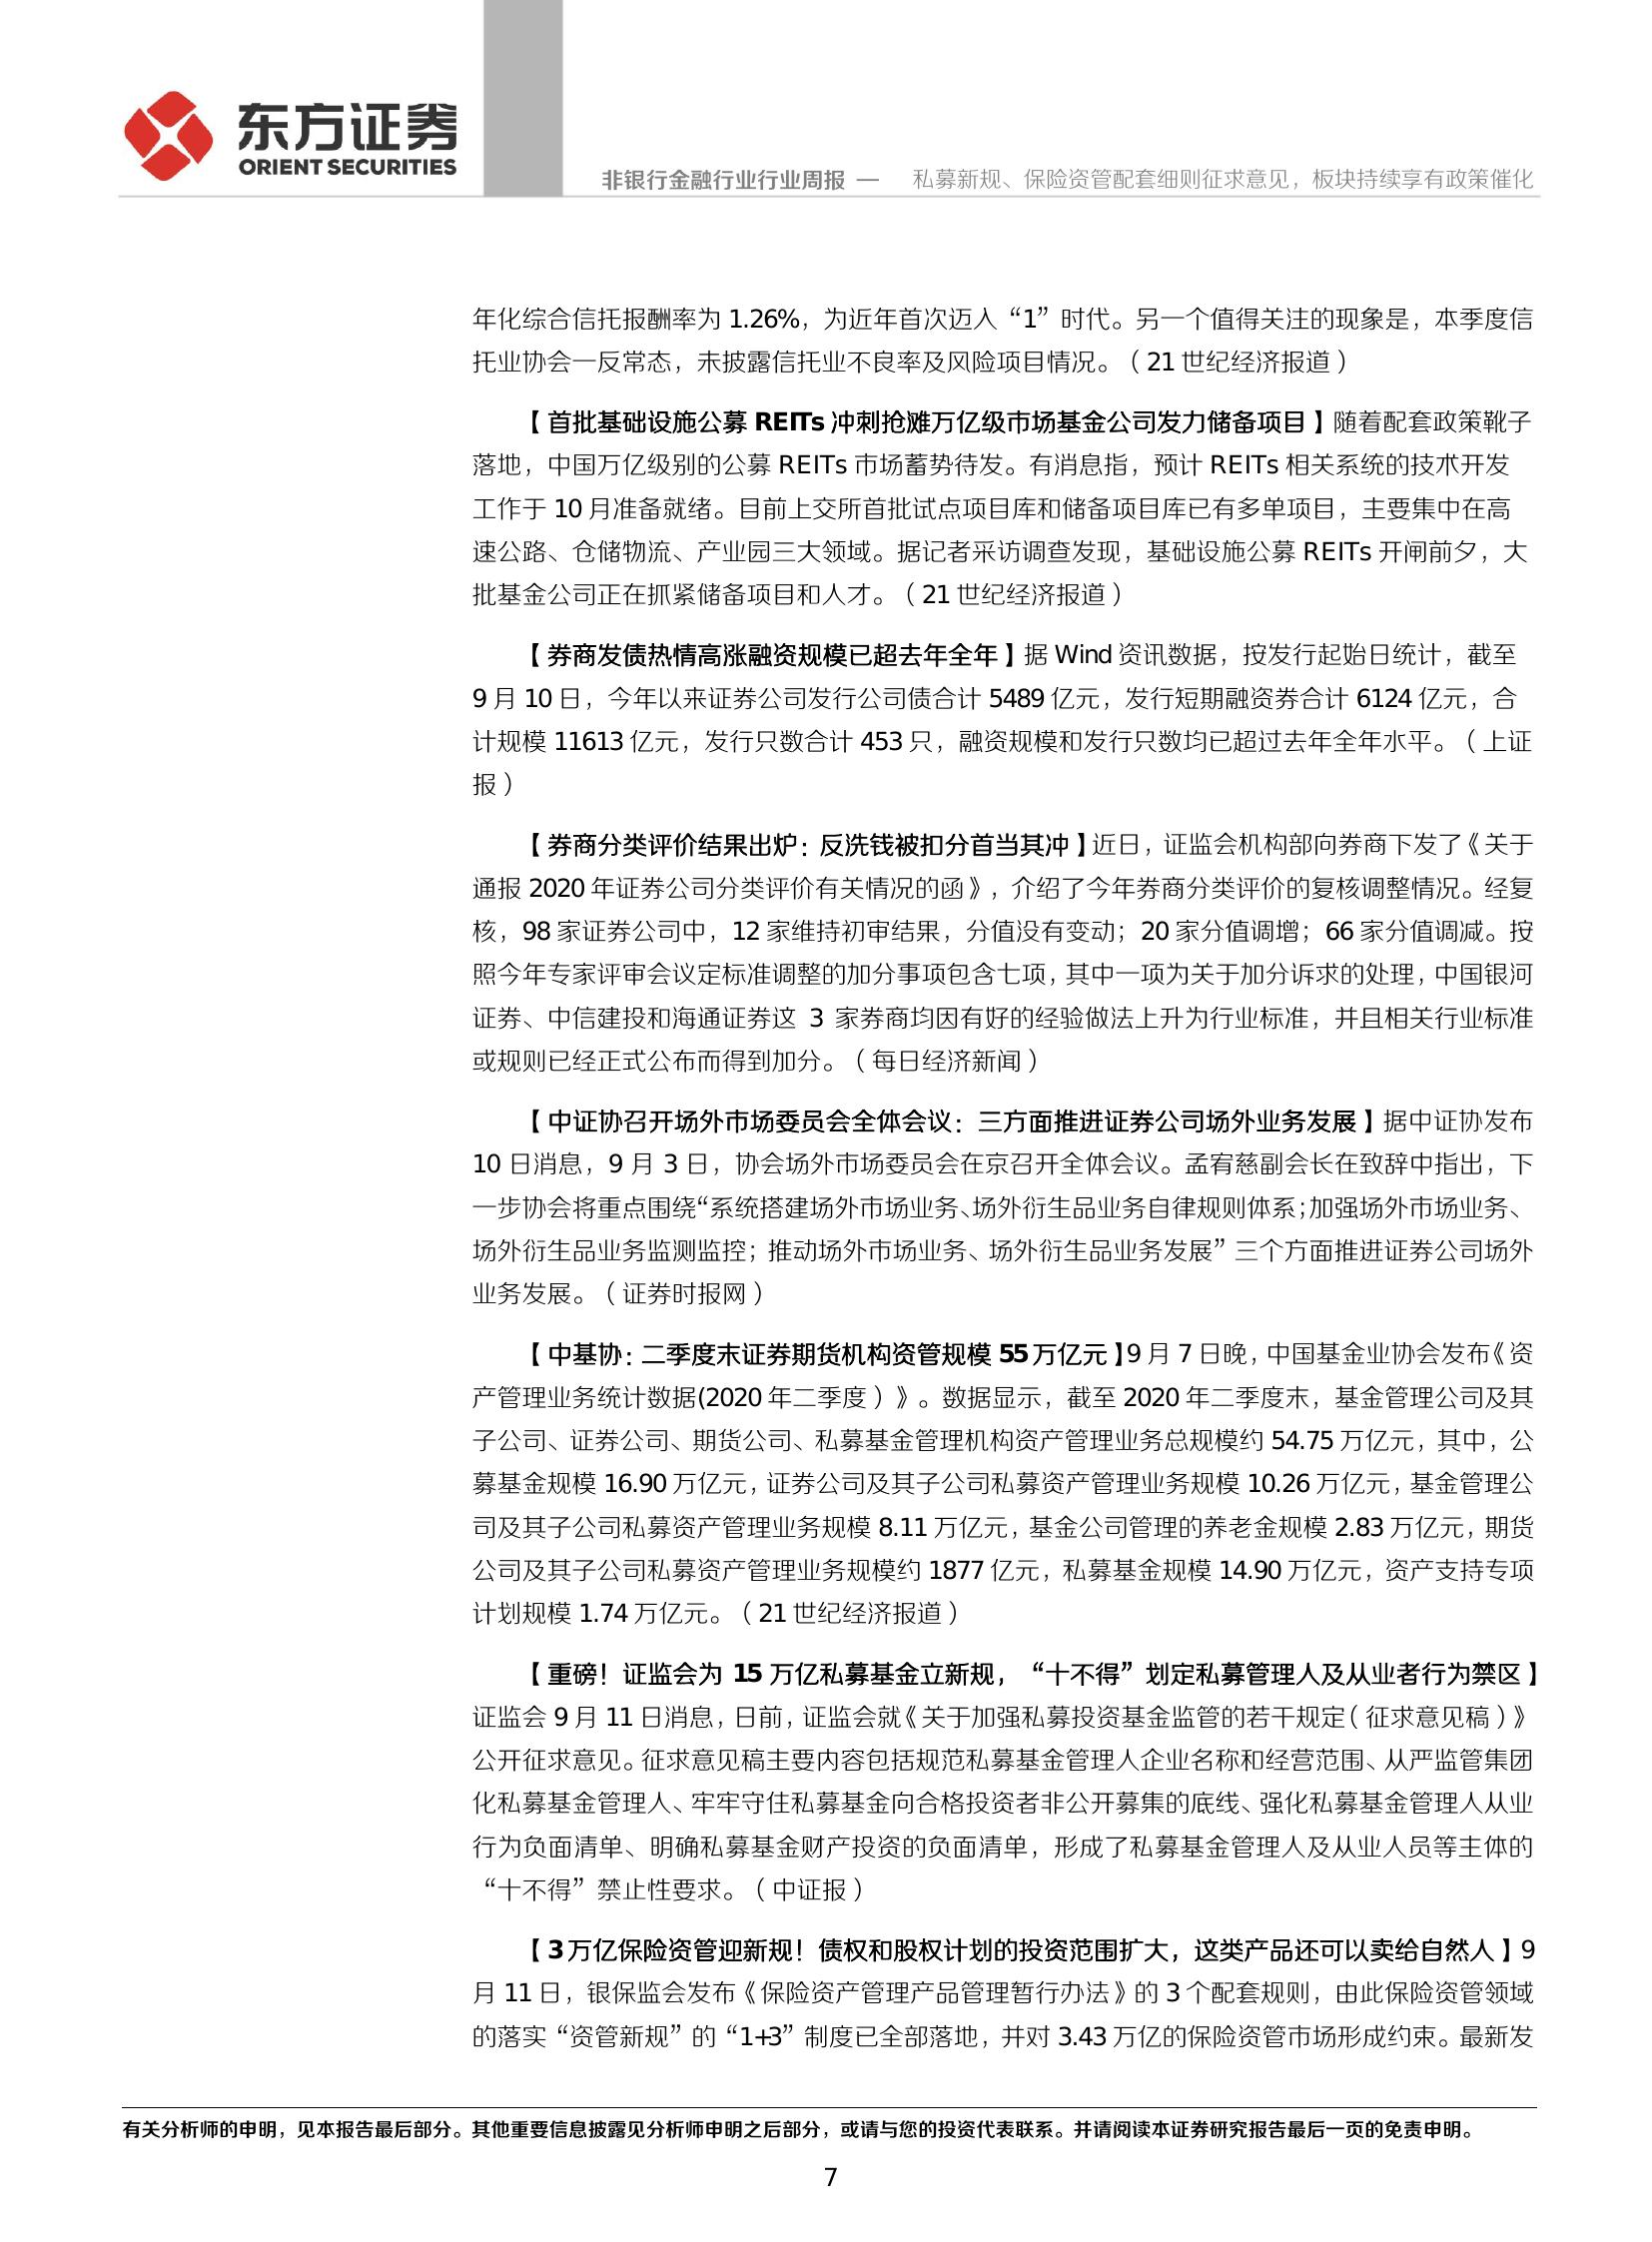 东方证券
ORIENT SECURITIES
非银行金融行业行业周报 — 私募新规、保险资管配套细则征求意见，板块持续享有政策催化
年化综合信托报酬率为 1.26%，为近年首次迈入“1”时代。另一个值得关注的现象是，本季度信
托业协会一反常态，未披露信托业不良率及风险项目情况。（21 世纪经济报道）
【首批基础设施公募 REITs 冲刺抢滩万亿级市场基金公司发力储备项目】随着配套政策靴子
落地，中国万亿级别的公募 REITs 市场蓄势待发。有消息指，预计 REITs 相关系统的技术开发
工作于 10 月准备就绪。目前上交所首批试点项目库和储备项目库已有多单项目，主要集中在高
速公路、仓储物流、产业园三大领域。据记者采访调查发现，基础设施公募 REITs 开闸前夕，大
批基金公司正在抓紧储备项目和人才。（21 世纪经济报道）
【券商发债热情高涨融资规模已超去年全年】据 Wind 资讯数据，按发行起始日统计，截至
9 月 10 日，今年以来证券公司发行公司债合计 5489 亿元，发行短期融资券合计 6124 亿元，合
计规模 11613 亿元，发行只数合计 453 只，融资规模和发行只数均已超过去年全年水平。（上证
报）
【券商分类评价结果出炉：反洗钱被扣分首当其冲】近日，证监会机构部向券商下发了《关于
通报 2020 年证券公司分类评价有关情况的函》，介绍了今年券商分类评价的复核调整情况。经复
核，98 家证券公司中，12 家维持初审结果，分值没有变动；20 家分值调增；66 家分值调减。按
照今年专家评审会议定标准调整的加分事项包含七项，其中一项为关于加分诉求的处理，中国银河
证券、中信建投和海通证券这 3 家券商均因有好的经验做法上升为行业标准，并且相关行业标准
或规则已经正式公布而得到加分。（每日经济新闻）
【中证协召开场外市场委员会全体会议：三方面推进证券公司场外业务发展】据中证协发布
10 日消息，9 月 3 日，协会场外市场委员会在京召开全体会议。孟宥慈副会长在致辞中指出，下
一步协会将重点围绕“系统搭建场外市场业务、场外衍生品业务自律规则体系；加强场外市场业务、
场外衍生品业务监测监控；推动场外市场业务、场外衍生品业务发展”三个方面推进证券公司场外
业务发展。（证券时报网）
【中基协：二季度末证券期货机构资管规模 55 万亿元】9 月 7 日晚，中国基金业协会发布《资
产管理业务统计数据(2020 年二季度）》。数据显示，截至 2020 年二季度末，基金管理公司及其
子公司、证券公司、期货公司、私募基金管理机构资产管理业务总规模约 54.75 万亿元，其中，公
募基金规模 16.90 万亿元，证券公司及其子公司私募资产管理业务规模 10.26 万亿元，基金管理公
司及其子公司私募资产管理业务规模 8.11 万亿元，基金公司管理的养老金规模 2.83 万亿元，期货
公司及其子公司私募资产管理业务规模约 1877 亿元，私募基金规模 14.90 万亿元，资产支持专项
计划规模 1.74 万亿元。（21 世纪经济报道）
【重磅！证监会为 15 万亿私募基金立新规，“十不得”划定私募管理人及从业者行为禁区】
证监会 9 月 11 日消息，日前，证监会就《关于加强私募投资基金监管的若干规定（征求意见稿）》
公开征求意见。征求意见稿主要内容包括规范私募基金管理人企业名称和经营范围、从严监管集团
化私募基金管理人、牢牢守住私募基金向合格投资者非公开募集的底线、强化私募基金管理人从业
行为负面清单、明确私募基金财产投资的负面清单，形成了私募基金管理人及从业人员等主体的
“十不得”禁止性要求。（中证报）
【3 万亿保险资管迎新规！债权和股权计划的投资范围扩大，这类产品还可以卖给自然人】9
月 11 日，银保监会发布《保险资产管理产品管理暂行办法》的 3 个配套规则，由此保险资管领域
的落实“资管新规”的“1+3”制度已全部落地，并对 3.43 万亿的保险资管市场形成约束。最新发
有关分析师的申明，见本报告最后部分。其他重要信息披露见分析师申明之后部分，或请与您的投资代表联系。并请阅读本证券研究报告最后一页的免责申明。
7